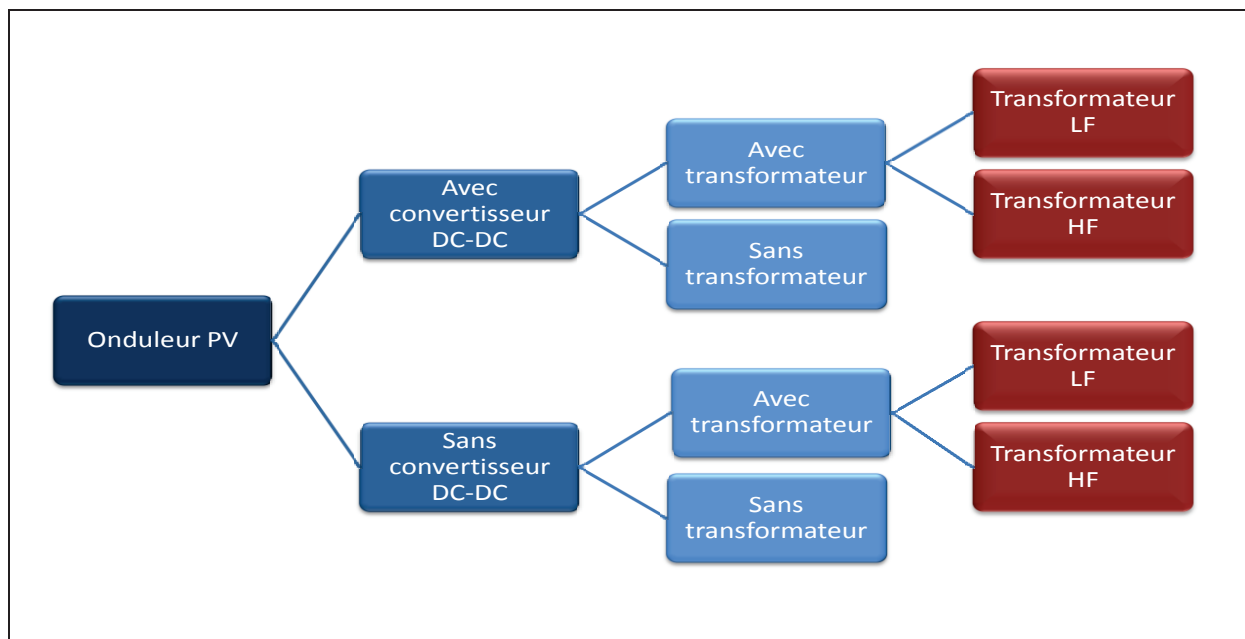 Onduleur PV
Avec
convertisseur
DC-DC
Avec
transformateur
Transformateur
LF
Transformateur
HF
Sans
transformateur
Sans
convertisseur
DC-DC
Avec
transformateur
Transformateur
LF
Transformateur
HF
Sans
transformateur